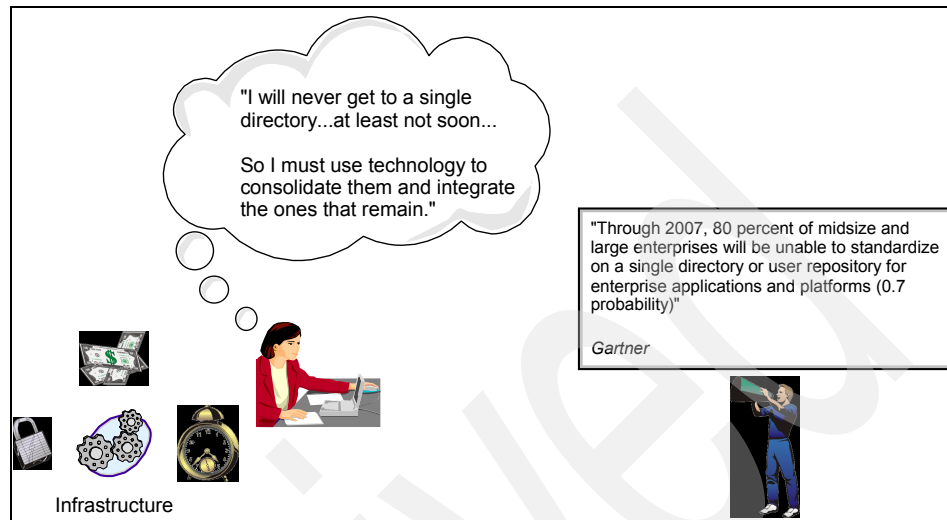 "I will never get to a single
directory...at least not soon...
So I must use technology to
consolidate them and integrate
the ones that remain."
"Through 2007, 80 percent of midsize and
large enterprises will be unable to standardize
on a single directory or user repository for
enterprise applications and platforms (0.7
probability)"
Gartner
Infrastructure